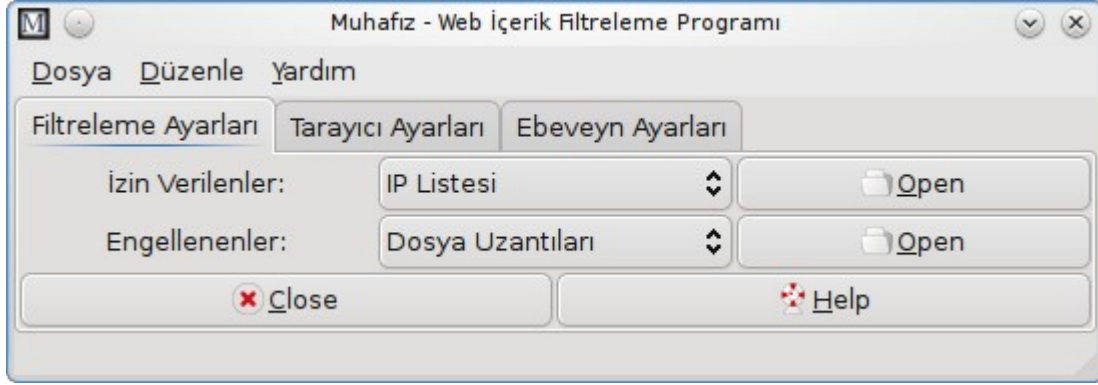 M Muhafız - Web İçerik Filtreleme Programı
Dosya Düzenle Yardım
Filtreleme Ayarları Tarayıcı Ayarları Ebeveyn Ayarları
İzin Verilenler: IP Listesi Open
Engellenenler: Dosya Uzantıları Open
Close Help